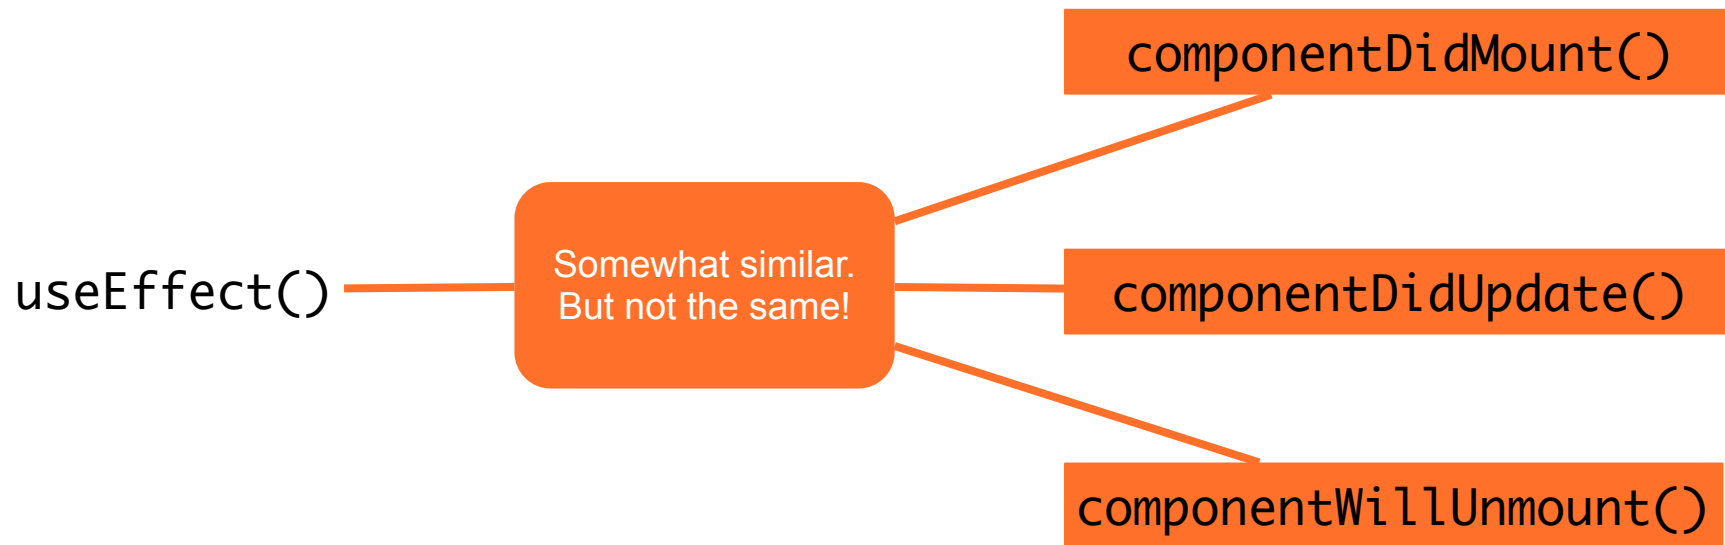 componentDidMount()
useEffect()
Somewhat similar.
But not the same!
componentDidUpdate()
componentWillUnmount()